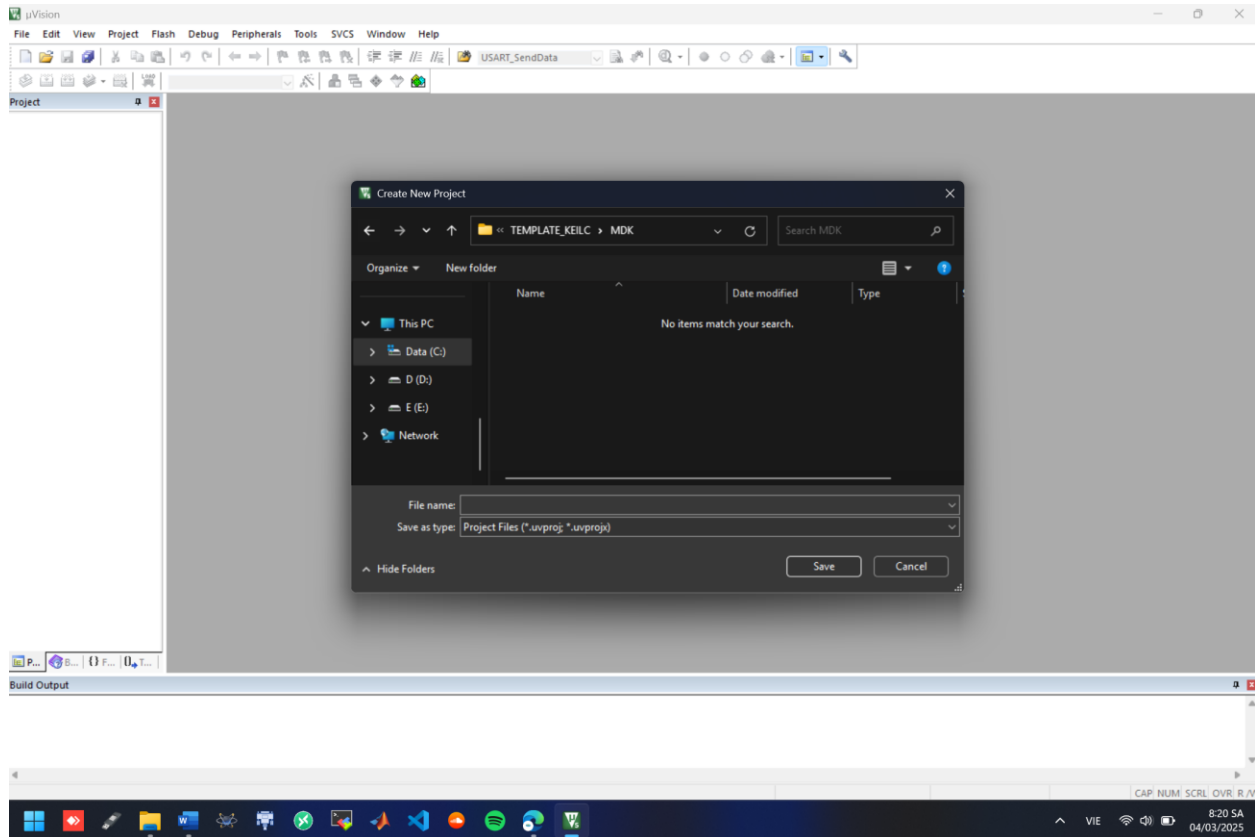 µVision
File Edit View Project Flash Debug Peripherals Tools SVCS Window Help
USART_SendData
LOAD
Project
Create New Project
« TEMPLATE_KEILC › MDK
Search MDK
Organize
New folder
Name
Date modified
Type
This PC
No items match your search.
Data (C:)
D (D:)
E (E:)
Network
File name:
Save as type: Project Files (*.uvproj; *.uvprojx)
Hide Folders
Save
Cancel
P... B... {} F... 0 T...
Build Output
CAP NUM SCRL OVR R/W
VIE
8:20 SA
04/03/2025